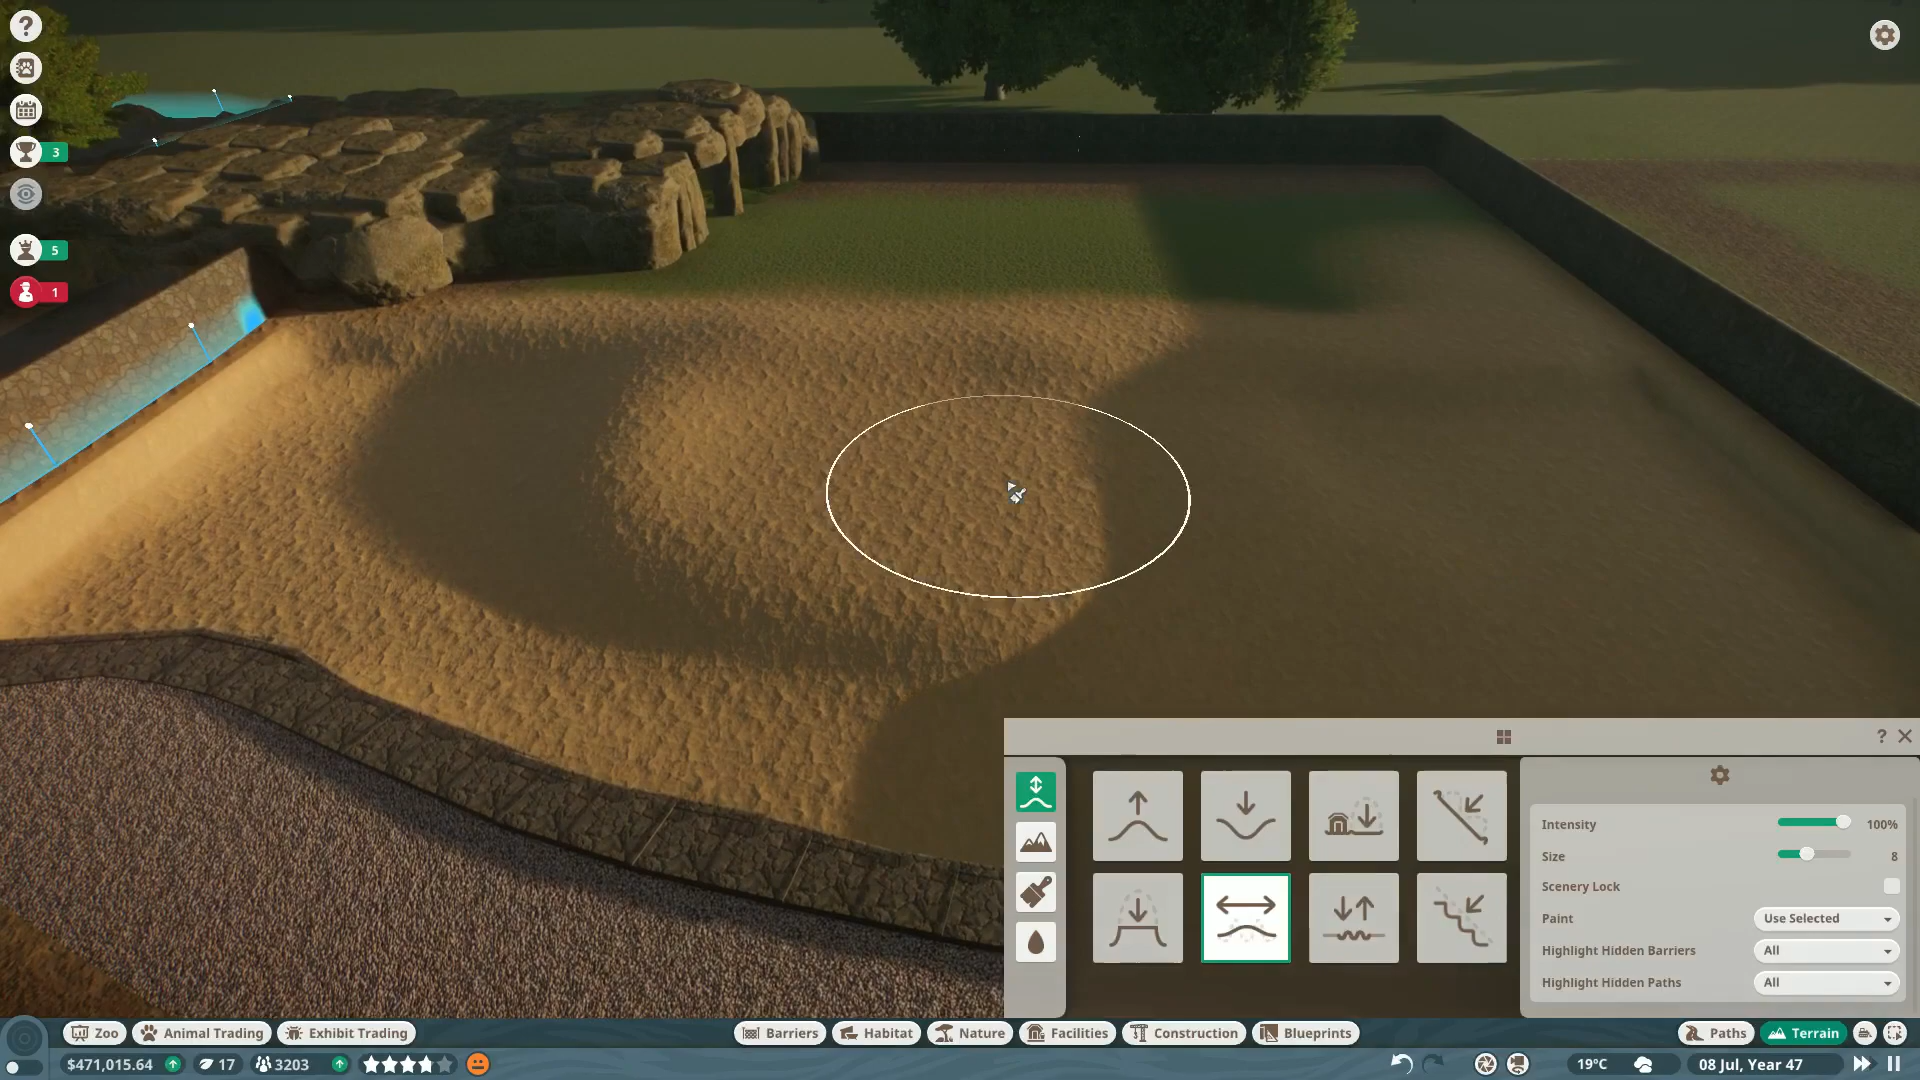 ?
3
5
1
?
Intensity 100%
Size 8
Scenery Lock
Paint Use Selected
Highlight Hidden Barriers All
Highlight Hidden Paths All
Zoo Animal Trading Exhibit Trading Barriers Habitat Nature Facilities Construction Blueprints Paths Terrain
$471,015.64 17 3203 19°C 08 Jul, Year 47